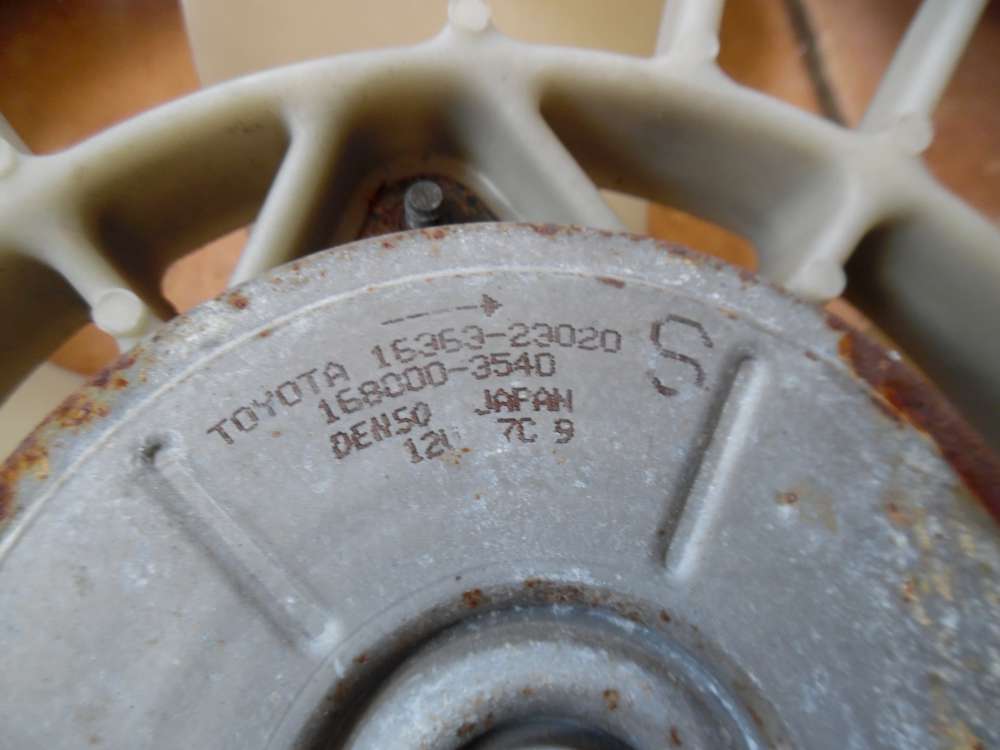 TOYOTA 16363-23020 S
168000-3540
DENSO JAPAN
12V 7C 9